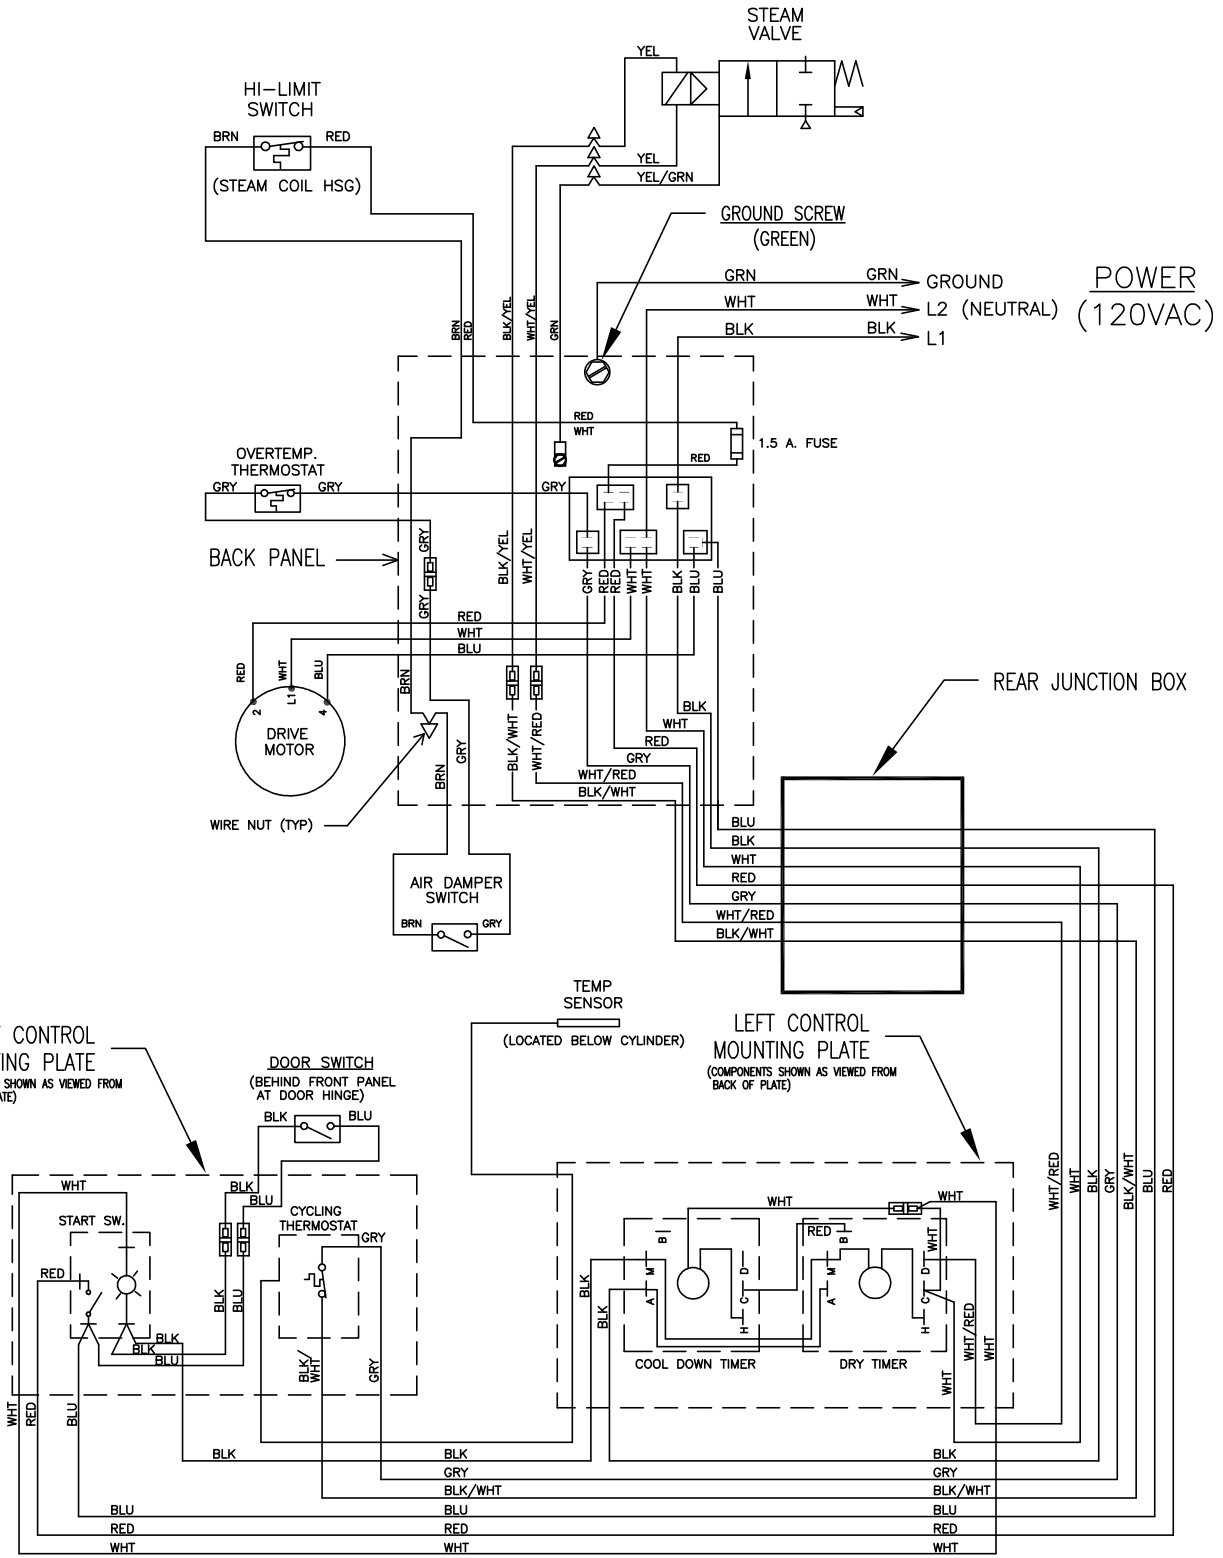 STEAM
VALVE
YEL
HI-LIMIT
SWITCH
BRN
RED
(STEAM COIL HSG)
YEL
YEL/GRN
GROUND SCREW
(GREEN)
GRN
GRN
GROUND
POWER
WHT
WHT
L2 (NEUTRAL)
(120VAC)
BLK
BLK
L1
BRN
RED
BLK/YEL
WHT/YEL
GRN
RED
WHT
1.5 A. FUSE
RED
OVERTEMP.
THERMOSTAT
GRY
GRY
GRY
BACK PANEL
GRY
GRY
BLK/YEL
WHT/YEL
GRY
RED
RED
WHT
WHT
BLK
BLU
BLU
RED
WHT
BLU
RED
WHT
BLU
2
L1
4
DRIVE
MOTOR
BRN
REAR JUNCTION BOX
BLK
WHT
RED
GRY
WHT/RED
BLK/WHT
BLK/WHT
WHT/RED
BRN
GRY
WIRE NUT (TYP)
BLU
BLK
WHT
RED
GRY
WHT/RED
BLK/WHT
AIR DAMPER
SWITCH
BRN
GRY
TEMP
SENSOR
(LOCATED BELOW CYLINDER)
LEFT CONTROL
MOUNTING PLATE
(COMPONENTS SHOWN AS VIEWED FROM
BACK OF PLATE)
CONTROL
TING PLATE
SHOWN AS VIEWED FROM
ATE)
DOOR SWITCH
(BEHIND FRONT PANEL
AT DOOR HINGE)
BLK
BLU
WHT/RED
WHT
BLK
GRY
BLK/WHT
BLU
RED
WHT
BLK
BLU
START SW.
CYCLING
THERMOSTAT
GRY
RED
BLK
BLU
BLK
BLK
BLU
BLK/
WHT
GRY
WHT
WHT
RED
WHT
B
M
A
D
C
H
B
M
A
D
C
H
BLK
BLK
WHT/RED
WHT
WHT
COOL DOWN TIMER
DRY TIMER
WHT
RED
BLU
BLK
BLK
BLK
GRY
GRY
BLK/WHT
BLK/WHT
BLU
BLU
BLU
RED
RED
RED
WHT
WHT
WHT